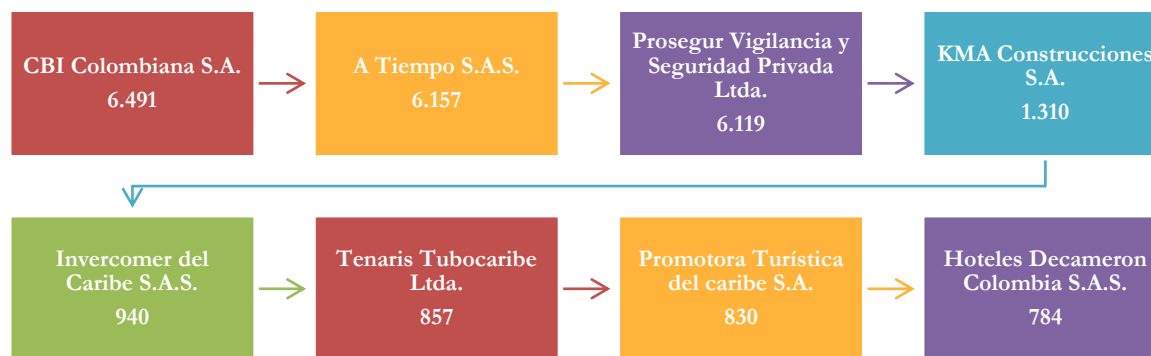 CBI Colombiana S.A.
6.491
A Tiempo S.A.S.
6.157
Prosegur Vigilancia y
Seguridad Privada
Ltda.
6.119
KMA Construcciones
S.A.
1.310
Invercomer del
Caribe S.A.S.
940
Tenaris Tubocaribe
Ltda.
857
Promotora Turística
del caribe S.A.
830
Hoteles Decameron
Colombia S.A.S.
784